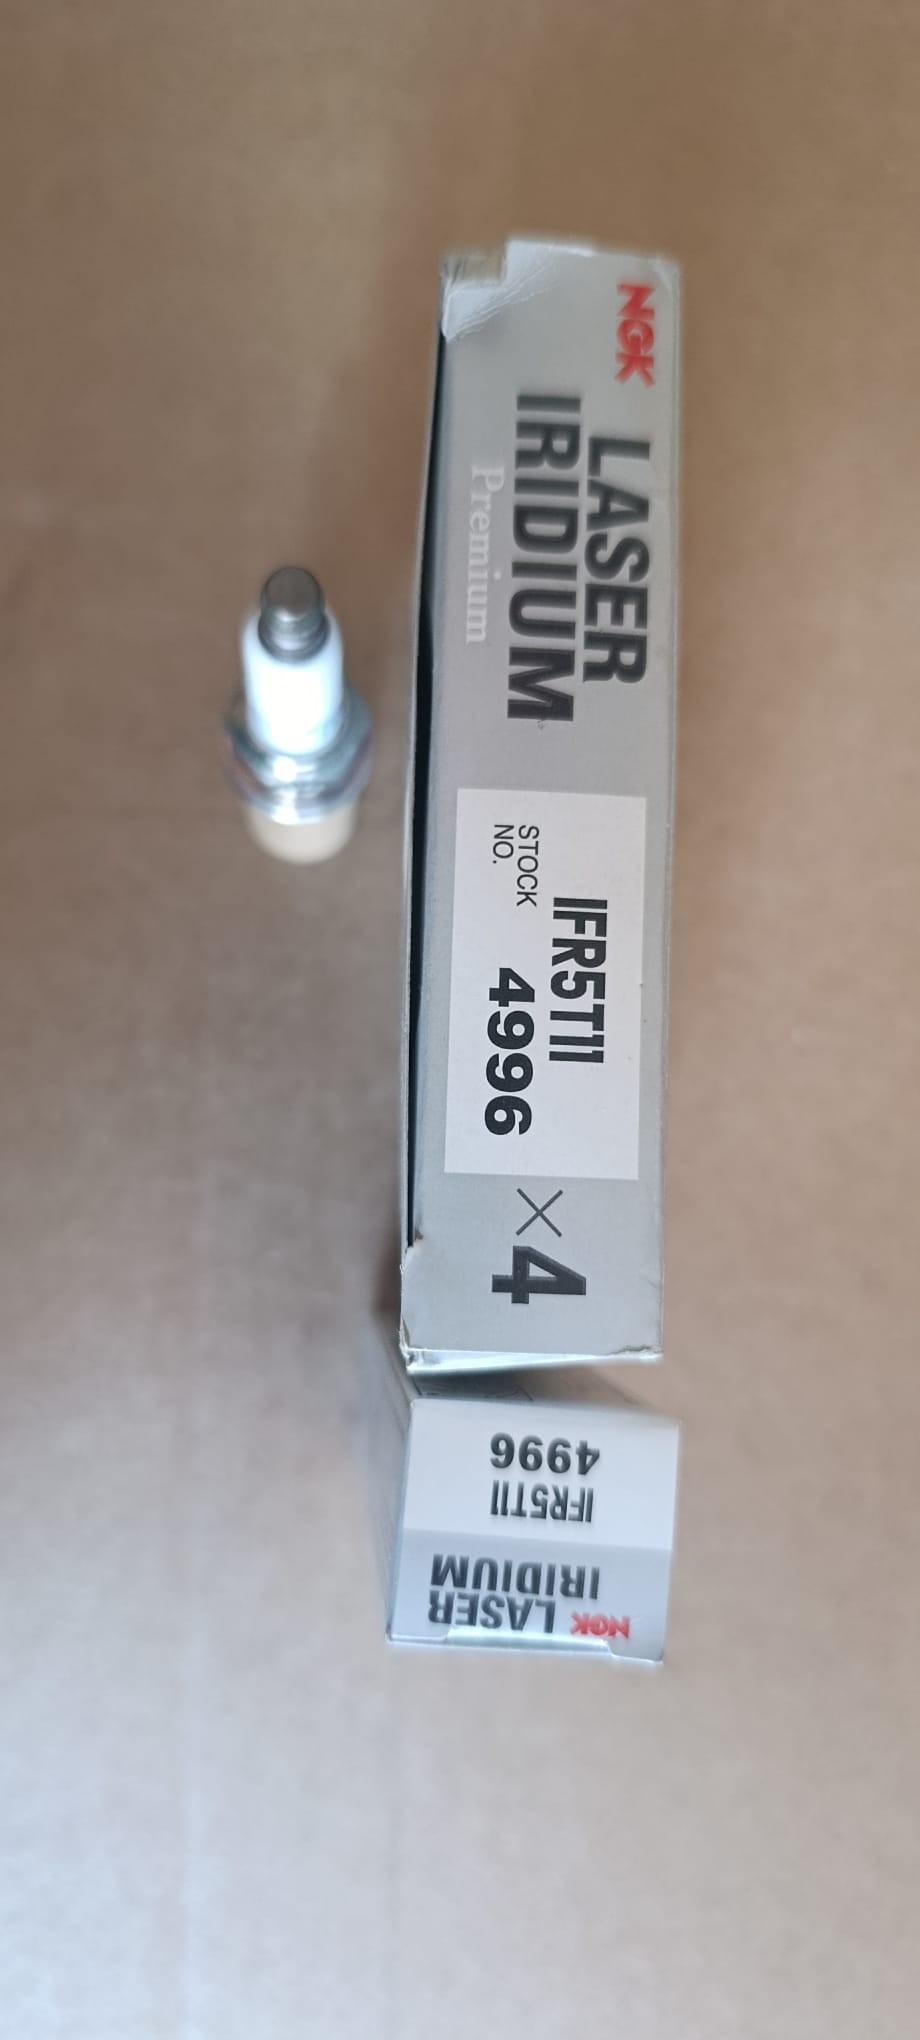 NGK
LASER
IRIDIUM
Premium
IFR5T11
STOCK
NO.
4996
×4
NGK LASER
IRIDIUM
IFR5T11
4996